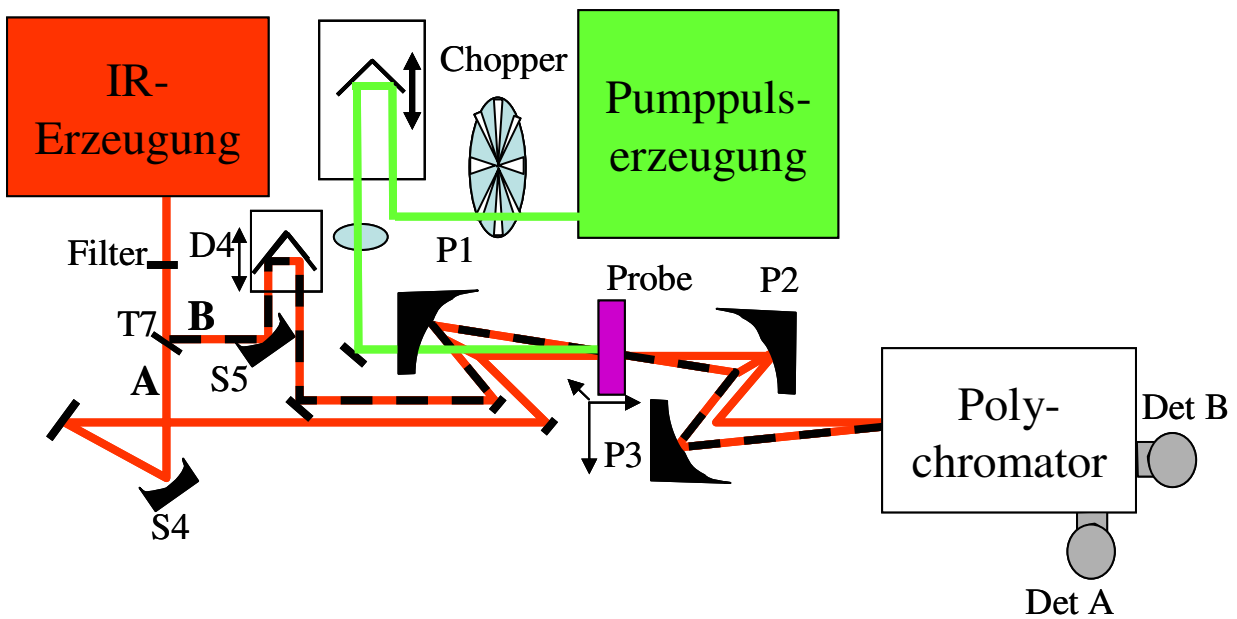 IR-
Erzeugung
Chopper
Pumppuls-
erzeugung
Filter
D4
P1
Probe
P2
T7
B
A
S5
S4
P3
Poly-
chromator
Det B
Det A